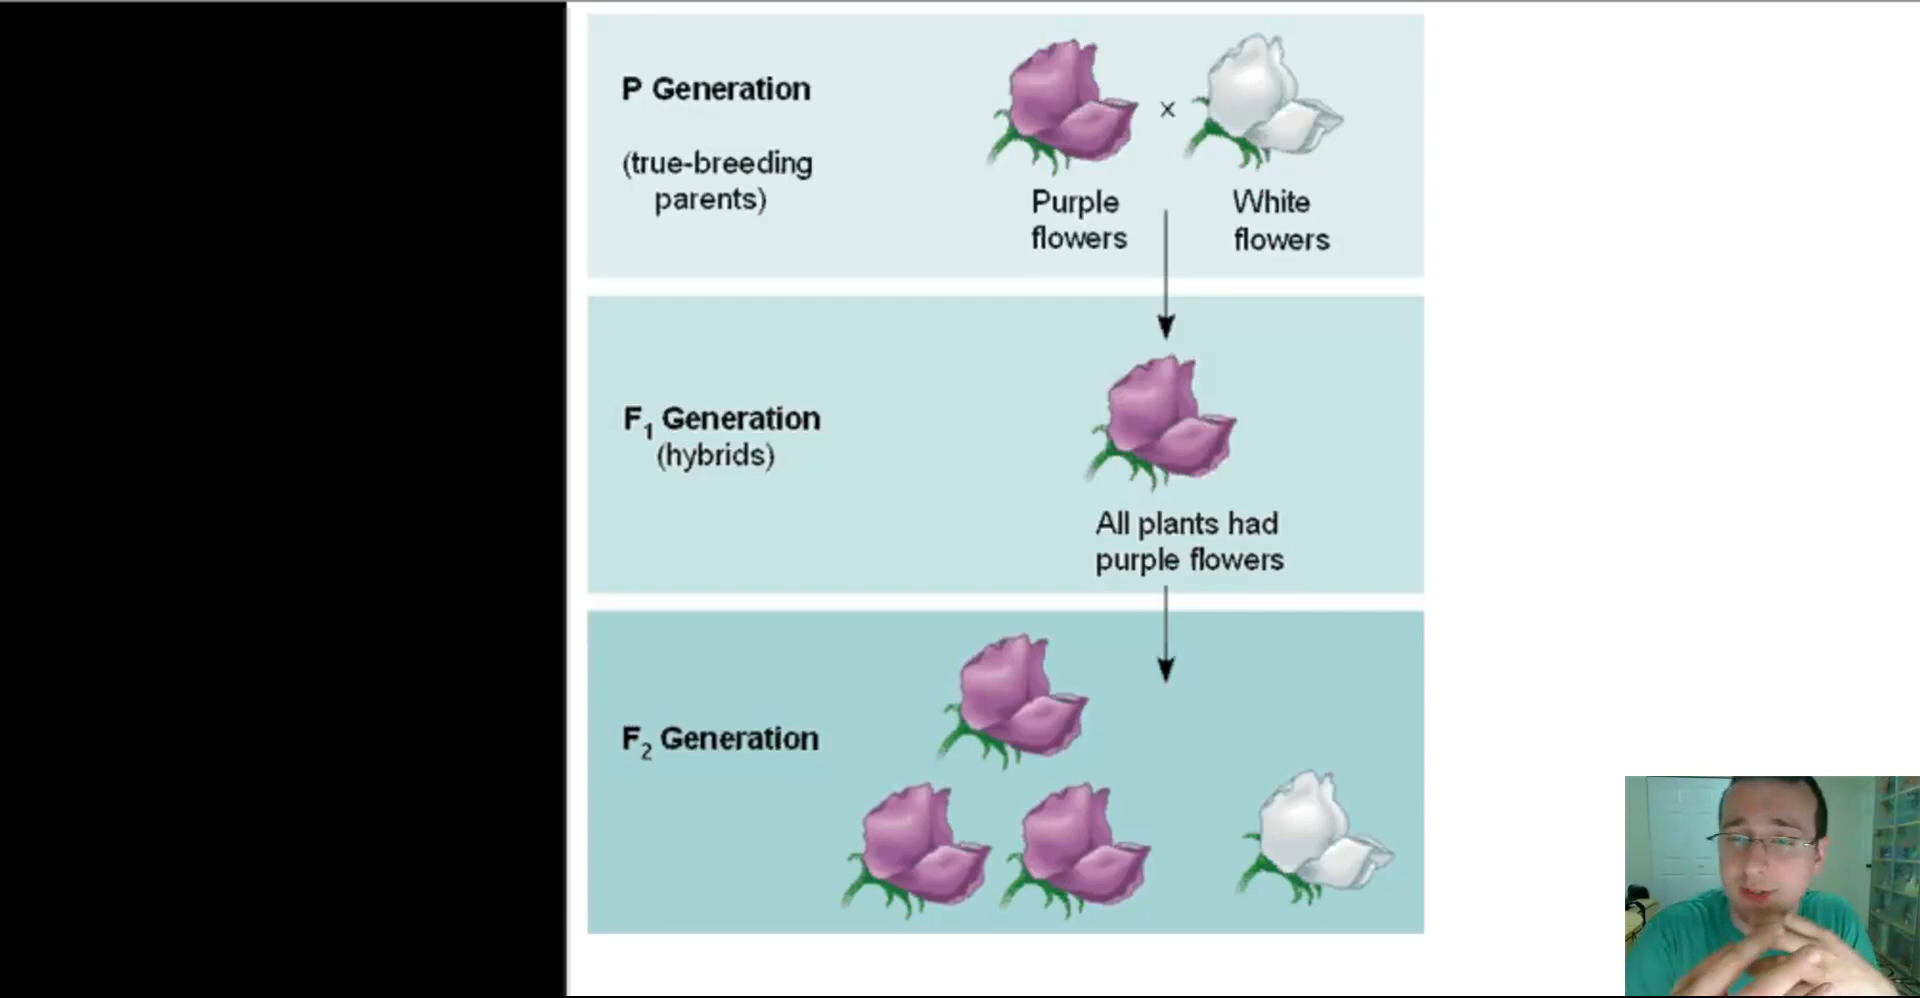 P Generation
(true-breeding
parents)
×
Purple
flowers
White
flowers
F₁ Generation
(hybrids)
All plants had
purple flowers
F₂ Generation